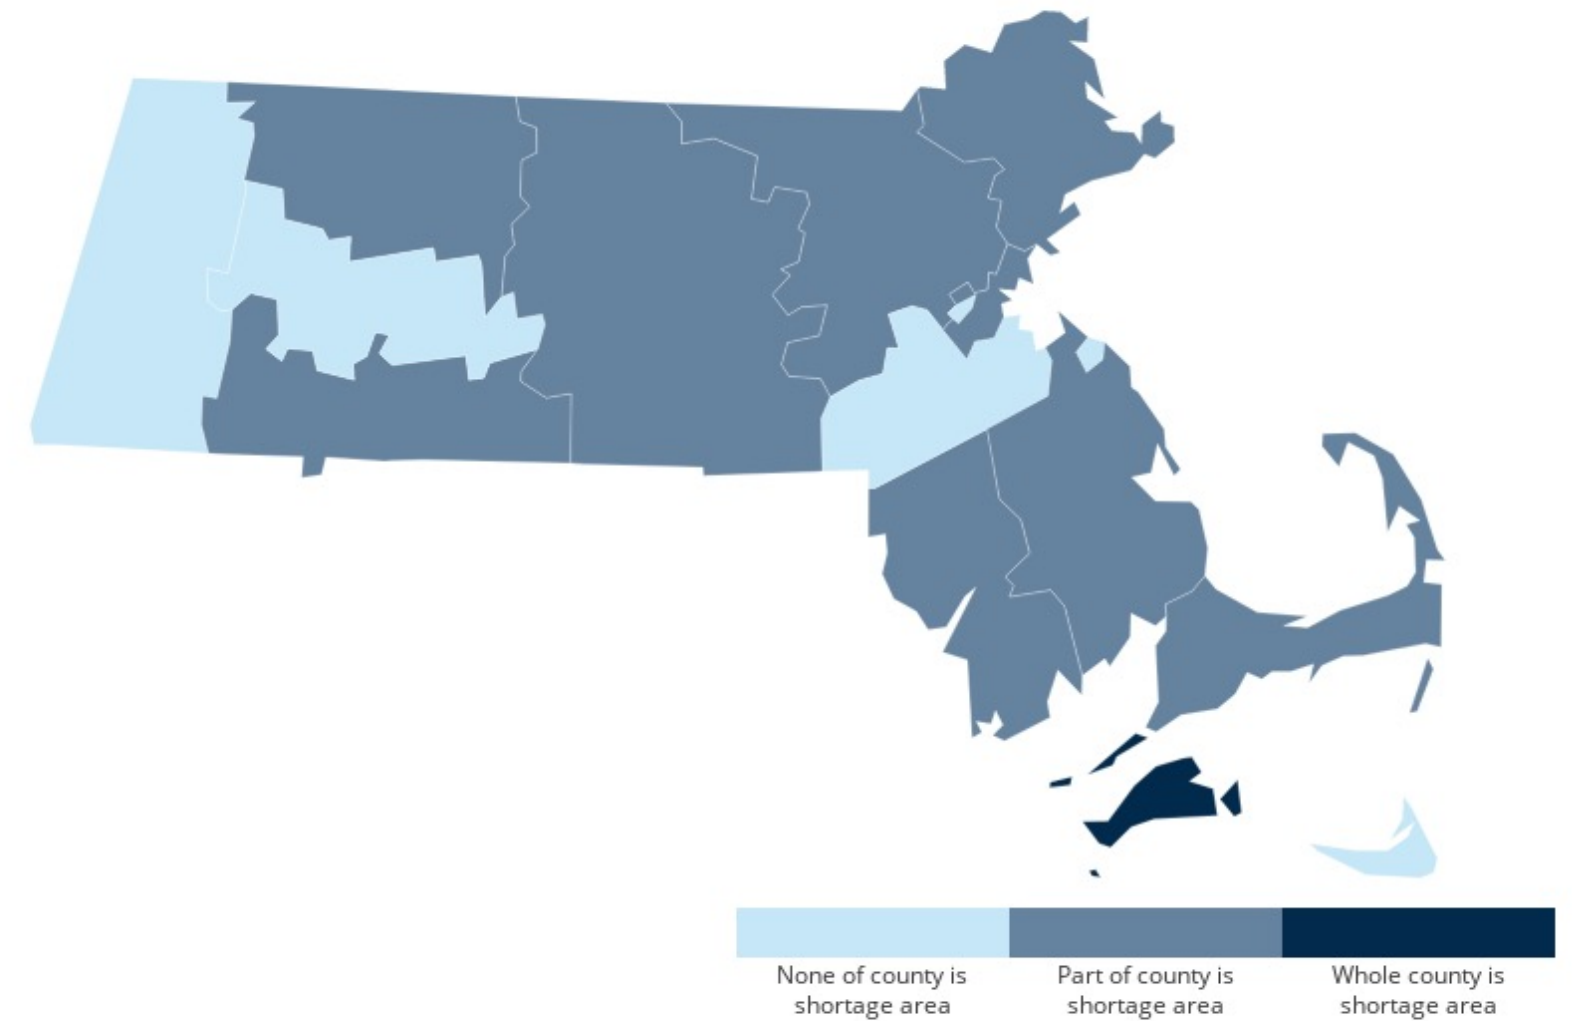 None of county is
shortage area
Part of county is
shortage area
Whole county is
shortage area